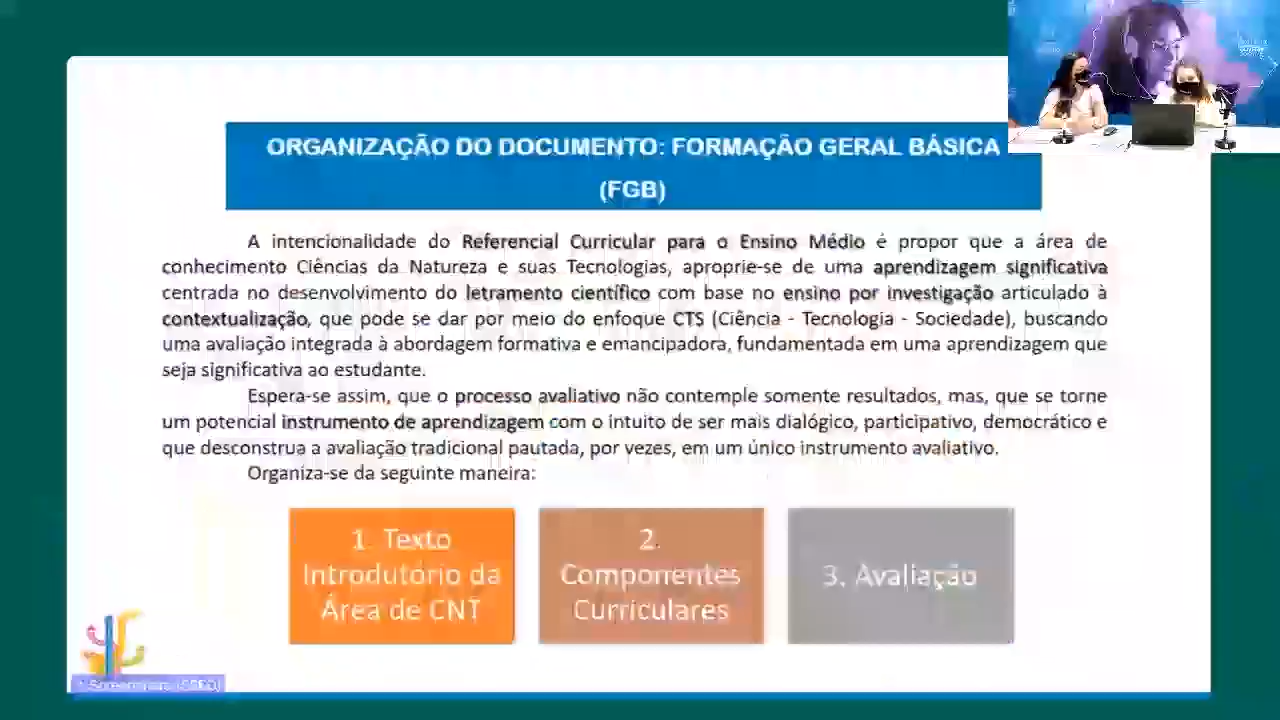 ORGANIZAÇÃO DO DOCUMENTO: FORMAÇÃO GERAL BÁSICA
(FGB)
A intencionalidade do Referencial Curricular para o Ensino Médio é propor que a área de
conhecimento Ciências da Natureza e suas Tecnologias, aproprie-se de uma aprendizagem significativa
centrada no desenvolvimento do letramento científico com base no ensino por investigação articulado à
contextualização, que pode se dar por meio do enfoque CTS (Ciência - Tecnologia - Sociedade), buscando
uma avaliação integrada à abordagem formativa e emancipadora, fundamentada em uma aprendizagem que
seja significativa ao estudante.
Espera-se assim, que o processo avaliativo não contemple somente resultados, mas, que se torne
um potencial instrumento de aprendizagem com o intuito de ser mais dialógico, participativo, democrático e
que desconstrua a avaliação tradicional pautada, por vezes, em um único instrumento avaliativo.
Organiza-se da seguinte maneira:
1. Texto
Introdutório da
Área de CNT
2.
Componentes
Curriculares
3. Avaliação